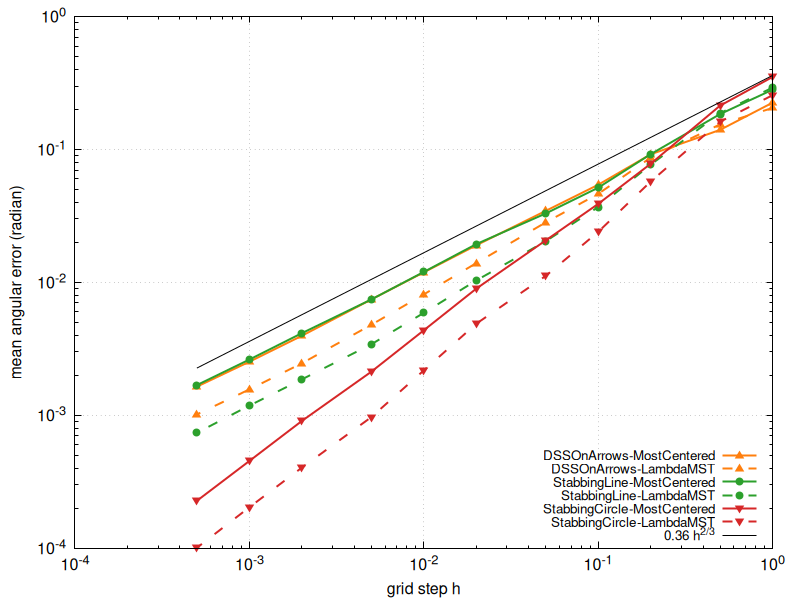 10^0
10^-1
10^-2
10^-3
10^-4
mean angular error (radian)
DSSOnArrows-MostCentered
DSSOnArrows-LambdaMST
StabbingLine-MostCentered
StabbingLine-LambdaMST
StabbingCircle-MostCentered
StabbingCircle-LambdaMST
0.36 h^2/3
10^-4 10^-3 10^-2 10^-1 10^0
grid step h